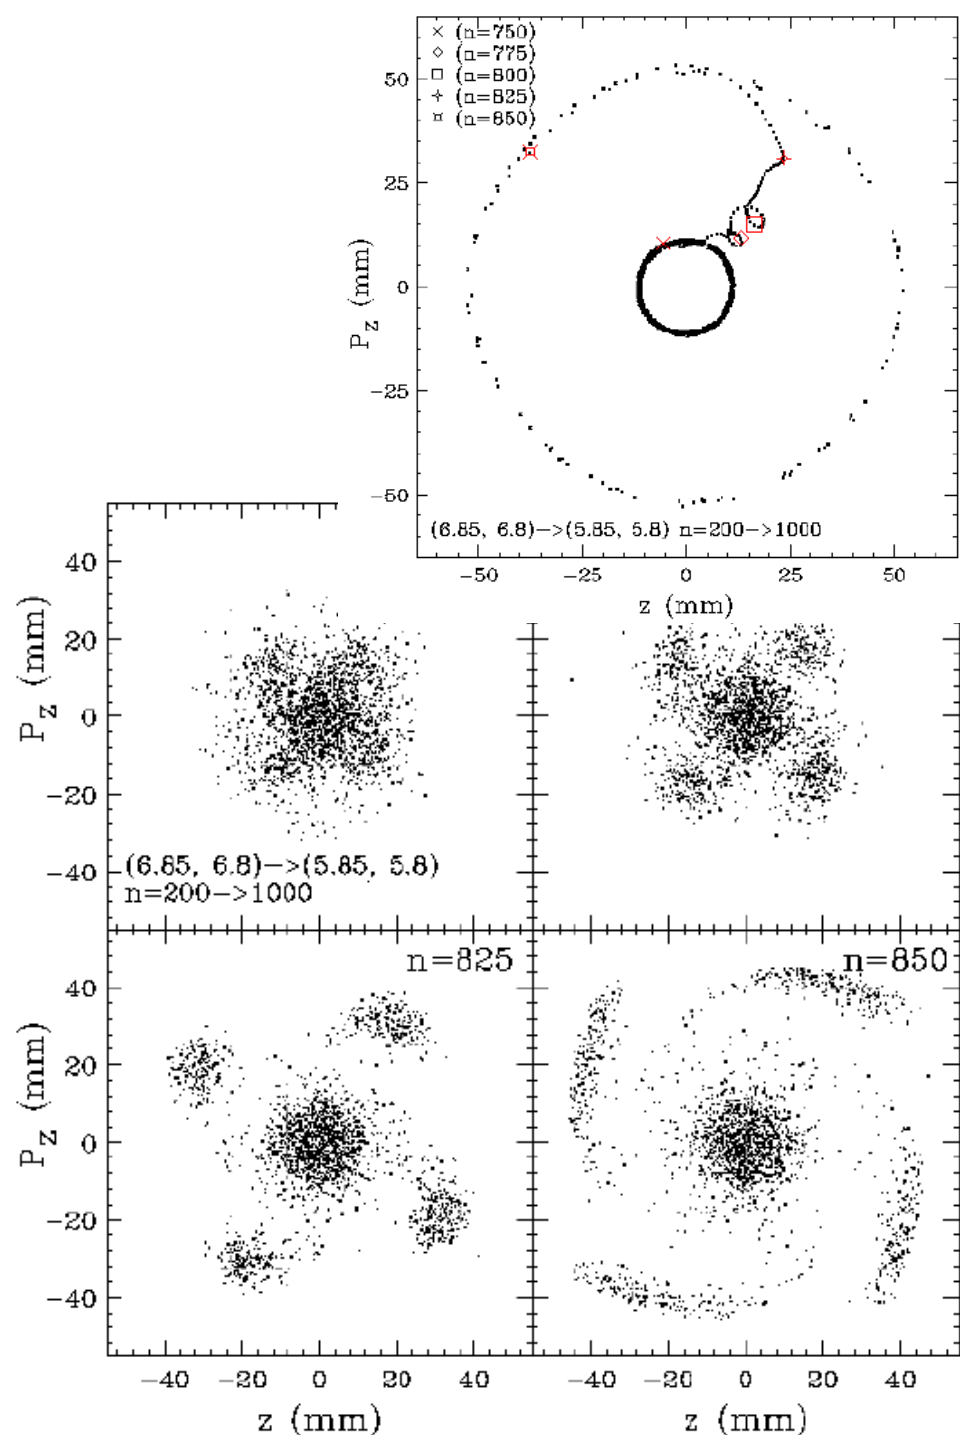 × (n=750)
◇ (n=775)
□ (n=800)
(n=825)
(n=850)
50
25
0
−25
−50
P_Z (mm)
(6.85, 6.8)−>(5.85, 5.8) n=200−>1000
−50 −25 0 25 50
z (mm)
40
20
0
−20
−40
P_Z (mm)
(6.85, 6.8)−>(5.85, 5.8)
n=200−>1000
n=825
n=850
40
20
0
−20
−40
P_Z (mm)
−40 −20 0 20 40
−40 −20 0 20 40
z (mm)
z (mm)